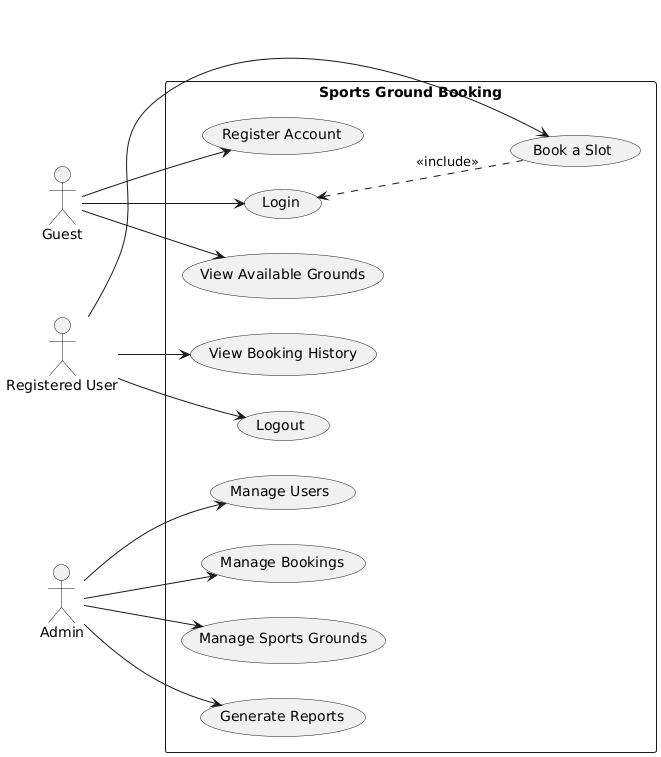 Sports Ground Booking
Register Account
Book a Slot
«include»
Login
Guest
View Available Grounds
View Booking History
Registered User
Logout
Manage Users
Manage Bookings
Admin
Manage Sports Grounds
Generate Reports